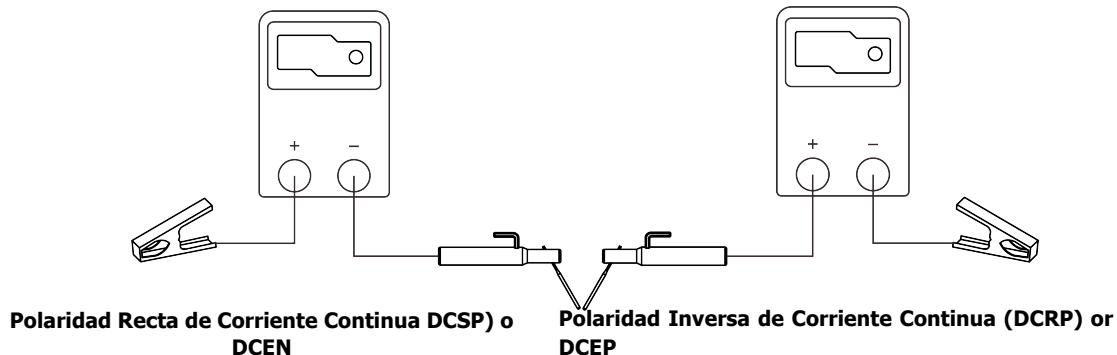 + −
+ −
Polaridad Recta de Corriente Continua DCSP) o
DCEN
Polaridad Inversa de Corriente Continua (DCRP) or
DCEP